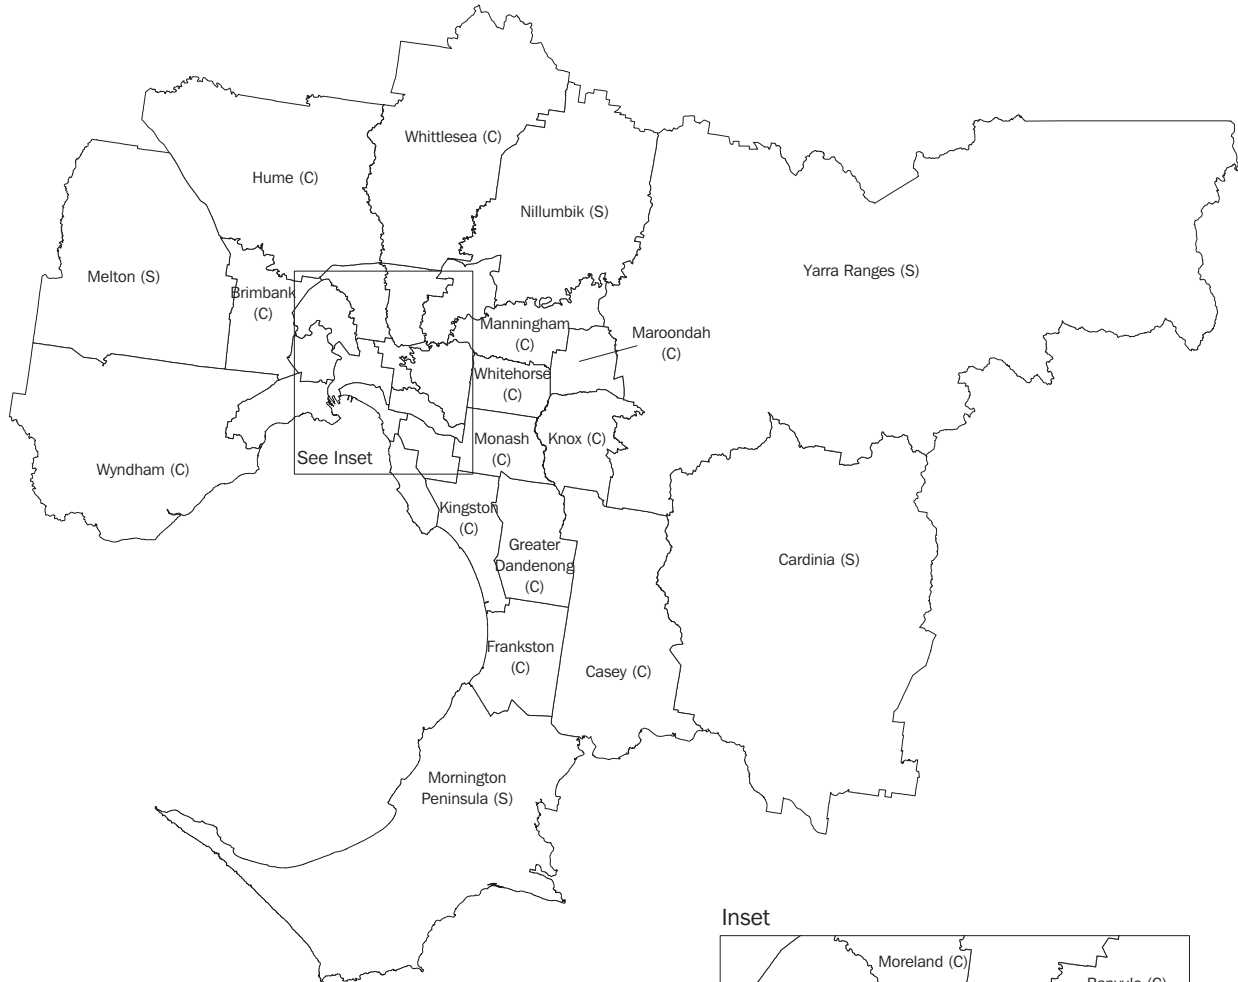 Whittlesea (C)
Hume (C)
Nillumbik (S)
Melton (S)
Yarra Ranges (S)
Brimbank
(C)
Manningham
(C)
Maroondah
(C)
Whitehorse
(C)
Monash
(C)
Knox (C)
See Inset
Wyndham (C)
Kingston
(C)
Greater
Dandenong
(C)
Cardinia (S)
Frankston
(C)
Casey (C)
Mornington
Peninsula (S)
Inset
Moreland (C)
Banyule (C)